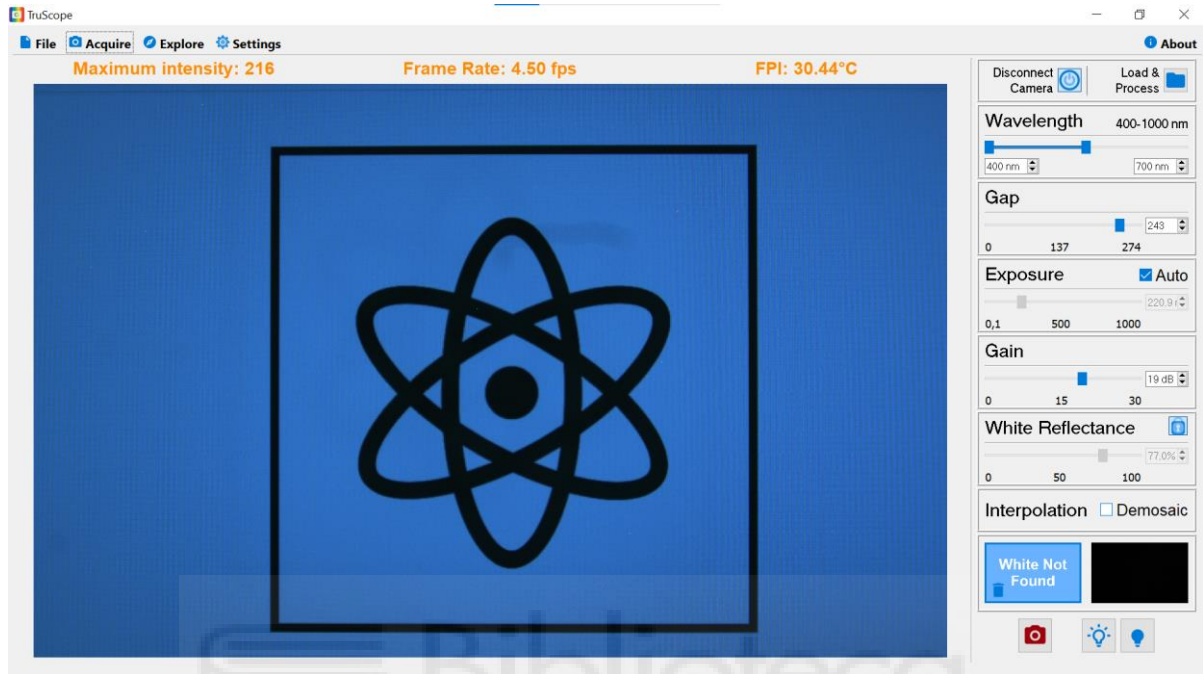 TruScope
File Acquire Explore Settings About
Maximum intensity: 216 Frame Rate: 4.50 fps FPI: 30.44°C
Disconnect Camera
Load & Process
Wavelength 400-1000 nm
400 nm 700 nm
Gap
243
0 137 274
Exposure Auto
220.9
0,1 500 1000
Gain
19 dB
0 15 30
White Reflectance
77.0%
0 50 100
Interpolation Demosaic
White Not
Found
Biblioteca